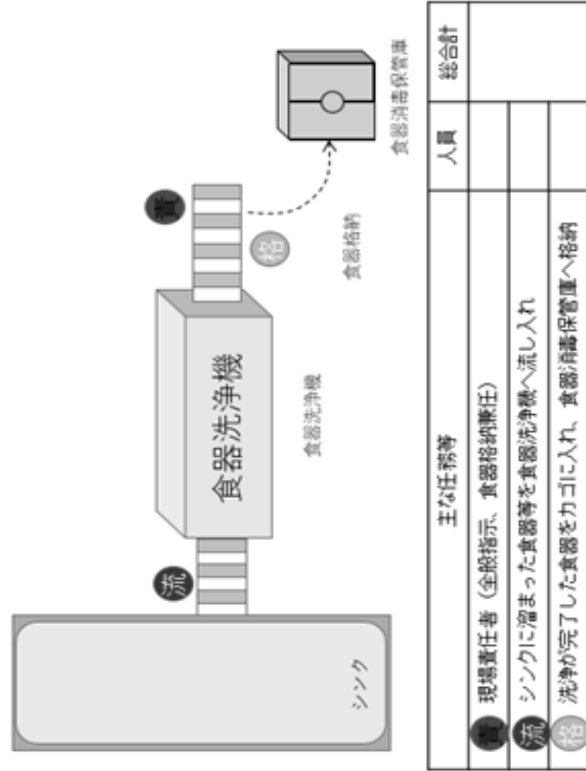 責
流
格
食器洗浄機
シンク
食器洗浄機
食器格納
食器消毒保管庫
主な任務等 人員 総合計
責 現場責任者（全般指示、食器格納兼任）
流 シンクに溜まった食器等を食器洗浄機へ流し入れ
格 洗浄が完了した食器をカゴに入れ、食器消毒保管庫へ格納